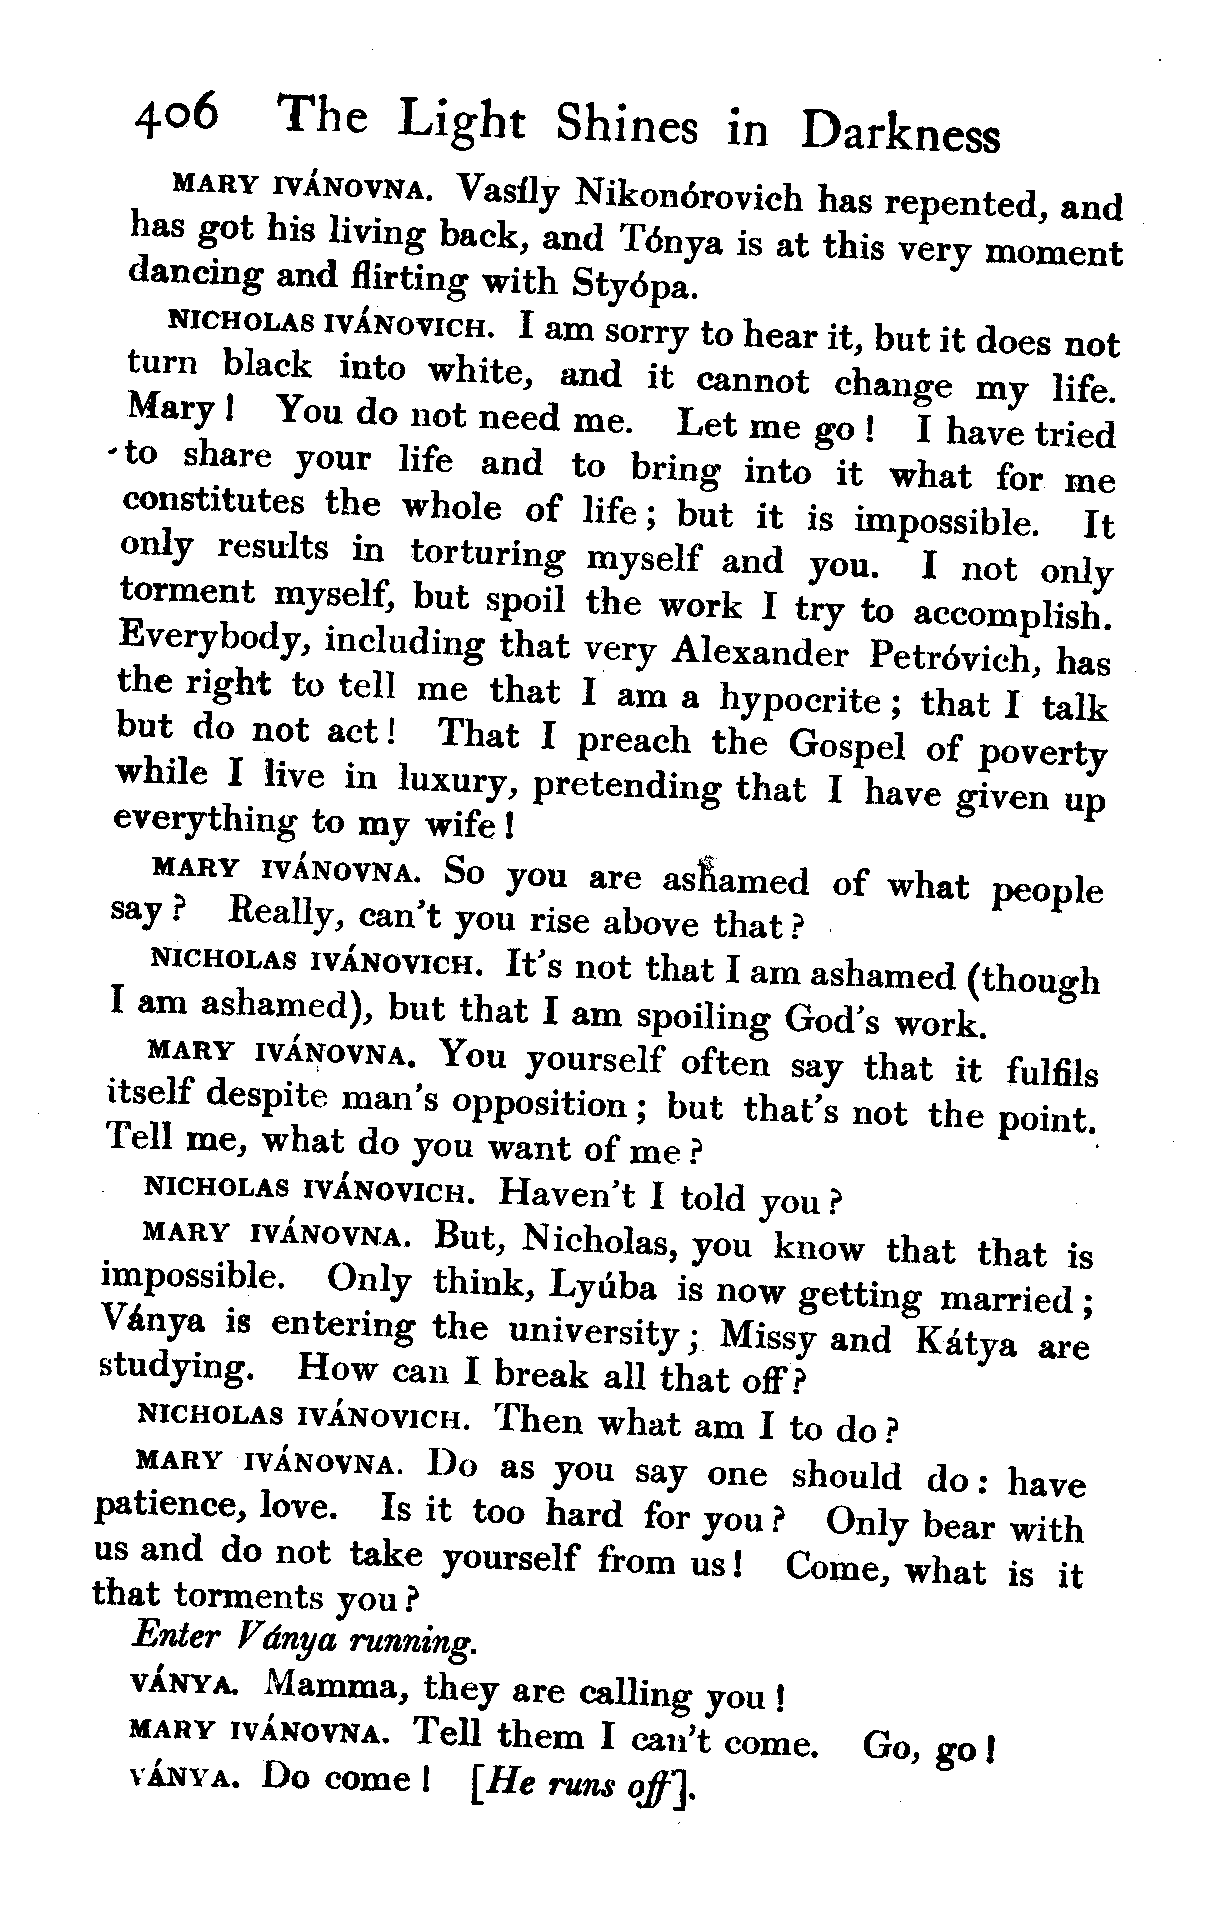 406 The Light Shines in Darkness
MARY IVÁNOVNA. Vasíly Nikonórovich has repented, and
has got his living back, and Tónya is at this very moment
dancing and flirting with Styópa.
NICHOLAS IVÁNOVICH. I am sorry to hear it, but it does not
turn black into white, and it cannot change my life.
Mary! You do not need me. Let me go! I have tried
to share your life and to bring into it what for me
constitutes the whole of life; but it is impossible. It
only results in torturing myself and you. I not only
torment myself, but spoil the work I try to accomplish.
Everybody, including that very Alexander Petróvich, has
the right to tell me that I am a hypocrite; that I talk
but do not act! That I preach the Gospel of poverty
while I live in luxury, pretending that I have given up
everything to my wife!
MARY IVÁNOVNA. So you are ashamed of what people
say? Really, can't you rise above that?
NICHOLAS IVÁNOVICH. It's not that I am ashamed (though
I am ashamed), but that I am spoiling God's work.
MARY IVÁNOVNA. You yourself often say that it fulfils
itself despite man's opposition; but that's not the point.
Tell me, what do you want of me?
NICHOLAS IVÁNOVICH. Haven't I told you?
MARY IVÁNOVNA. But, Nicholas, you know that that is
impossible. Only think, Lyúba is now getting married;
Ványa is entering the university; Missy and Kátya are
studying. How can I break all that off?
NICHOLAS IVÁNOVICH. Then what am I to do?
MARY IVÁNOVNA. Do as you say one should do: have
patience, love. Is it too hard for you? Only bear with
us and do not take yourself from us! Come, what is it
that torments you?
Enter Ványa running.
VÁNYA. Mamma, they are calling you!
MARY IVÁNOVNA. Tell them I can't come. Go, go!
VÁNYA. Do come! [He runs off].